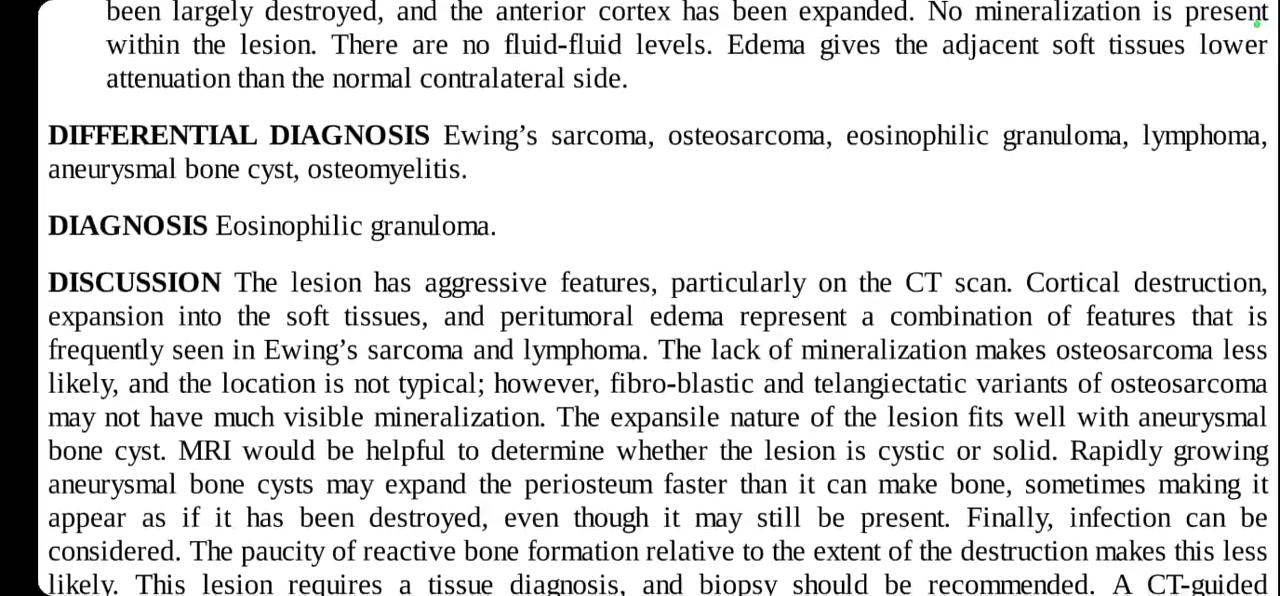 been largely destroyed, and the anterior cortex has been expanded. No mineralization is present
within the lesion. There are no fluid-fluid levels. Edema gives the adjacent soft tissues lower
attenuation than the normal contralateral side.
DIFFERENTIAL DIAGNOSIS Ewing’s sarcoma, osteosarcoma, eosinophilic granuloma, lymphoma,
aneurysmal bone cyst, osteomyelitis.
DIAGNOSIS Eosinophilic granuloma.
DISCUSSION The lesion has aggressive features, particularly on the CT scan. Cortical destruction,
expansion into the soft tissues, and peritumoral edema represent a combination of features that is
frequently seen in Ewing’s sarcoma and lymphoma. The lack of mineralization makes osteosarcoma less
likely, and the location is not typical; however, fibro-blastic and telangiectatic variants of osteosarcoma
may not have much visible mineralization. The expansile nature of the lesion fits well with aneurysmal
bone cyst. MRI would be helpful to determine whether the lesion is cystic or solid. Rapidly growing
aneurysmal bone cysts may expand the periosteum faster than it can make bone, sometimes making it
appear as if it has been destroyed, even though it may still be present. Finally, infection can be
considered. The paucity of reactive bone formation relative to the extent of the destruction makes this less
likely. This lesion requires a tissue diagnosis, and biopsy should be recommended. A CT-guided